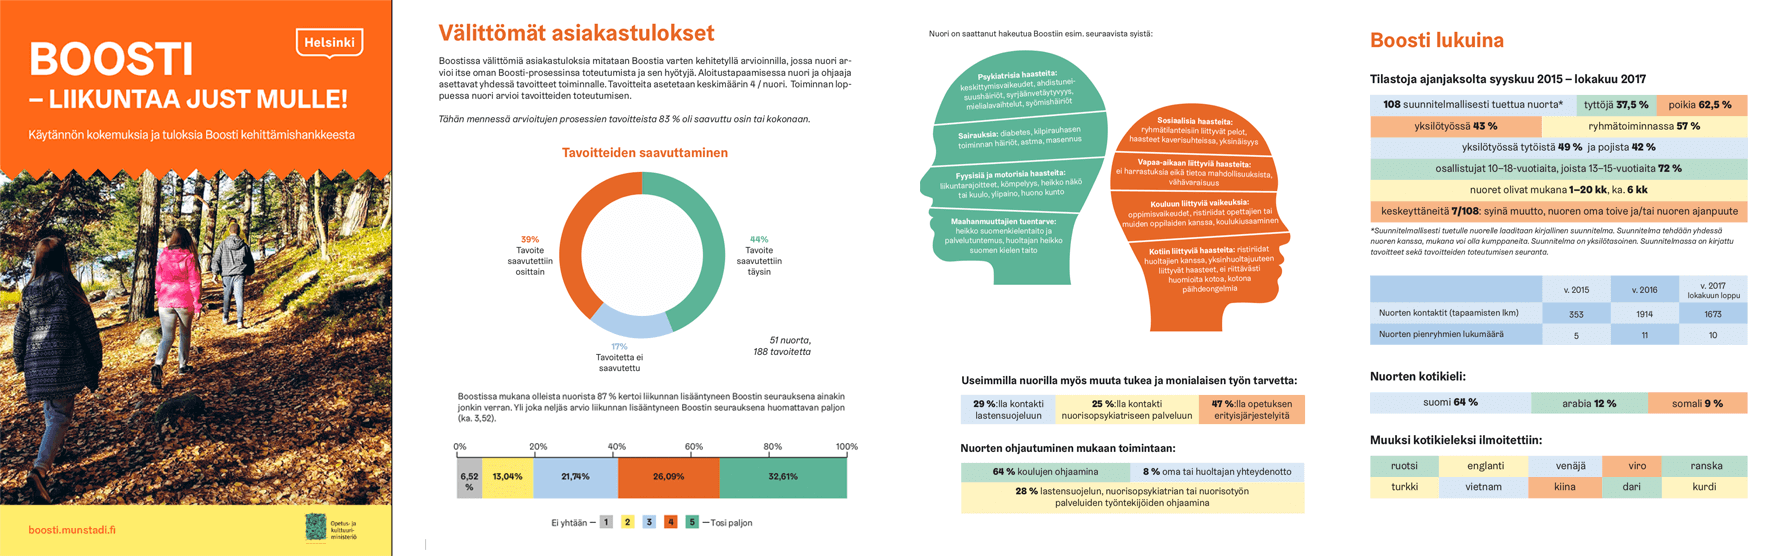 BOOSTI
Helsinki
– LIIKUNTAA JUST MULLE!
Käytännön kokemuksia ja tuloksia Boosti kehittämishankkeesta
boosti.munstadi.fi
Opetus- ja
kulttuuri-
ministeriö
Välittömät asiakastulokset
Boostissa välittömiä asiakastuloksia mitataan Boostia varten kehitetyllä arvioinnilla, jossa nuori ar-
vioi itse oman Boosti-prosessinsa toteutumista ja sen hyötyjä. Aloitustapaamisessa nuori ja ohjaaja
asettavat yhdessä tavoitteet toiminnalle. Tavoitteita asetetaan keskimäärin 4 / nuori. Toiminnan lop-
puessa nuori arvioi tavoitteiden toteutumisen.
Tähän mennessä arvioitujen prosessien tavoitteista 83 % oli saavuttu osin tai kokonaan.
Tavoitteiden saavuttaminen
39%
Tavoite
saavutettiin
osittain
44%
Tavoite
saavutettiin
täysin
17%
Tavoitetta ei
saavutettu
51 nuorta,
188 tavoitetta
Boostissa mukana olleista nuorista 87 % kertoi liikunnan lisääntyneen Boostin seurauksena ainakin
jonkin verran. Yli joka neljäs arvio liikunnan lisääntyneen Boostin seurauksena huomattavan paljon
(ka. 3,52).
0% 20% 40% 60% 80% 100%
6,52 % 13,04% 21,74% 26,09% 32,61%
Ei yhtään – 1 2 3 4 5 – Tosi paljon
Nuori on saattanut hakeutua Boostiin esim. seuraavista syistä:
Psykiatrisia haasteita:
keskittymisvaikeudet, ahdistunei-
suushäiriöt, syrjäänvetäytyvyys,
mielialavaihtelut, syömishäiriöt
Sairauksia: diabetes, kilpirauhasen
toiminnan häiriöt, astma, masennus
Fyysisiä ja motorisia haasteita:
liikuntarajoitteet, kömpelyys, heikko näkö
tai kuulo, ylipaino, huono kunto
Maahanmuuttajien tuentarve:
heikko suomenkielentaito ja
palvelutuntemus, huoltajan heikko
suomen kielen taito
Sosiaalisia haasteita:
ryhmätilanteisiin liittyvät pelot,
haasteet kaverisuhteissa, yksinäisyys
Vapaa-aikaan liittyviä haasteita:
ei harrastuksia eikä tietoa mahdollisuuksista,
vähävaraisuus
Kouluun liittyviä vaikeuksia:
oppimisvaikeudet, ristiriidat opettajien tai
muiden oppilaiden kanssa, koulukiusaaminen
Kotiin liittyviä haasteita: ristiriidat
huoltajien kanssa, yksinhuoltajuuteen
liittyvät haasteet, ei riittävästi
huomioita kotoa, kotona
päihdeongelmia
Useimmilla nuorilla myös muuta tukea ja monialaisen työn tarvetta:
29 %:lla kontakti
lastensuojeluun
25 %:lla kontakti
nuorisopsykiatriseen palveluun
47 %:lla opetuksen
erityisjärjestelyitä
Nuorten ohjautuminen mukaan toimintaan:
64 % koulujen ohjaamina
8 % oma tai huoltajan yhteydenotto
28 % lastensuojelun, nuorisopsykiatrian tai nuorisotyön
palveluiden työntekijöiden ohjaamina
Boosti lukuina
Tilastoja ajanjaksolta syyskuu 2015 – lokakuu 2017
108 suunnitelmallisesti tuettua nuorta* tyttöjä 37,5 % poikia 62,5 %
yksilötyössä 43 % ryhmätoiminnassa 57 %
yksilötyössä tytöistä 49 % ja pojista 42 %
osallistujat 10–18-vuotiaita, joista 13–15-vuotiaita 72 %
nuoret olivat mukana 1–20 kk, ka. 6 kk
keskeyttäneitä 7/108: syinä muutto, nuoren oma toive ja/tai nuoren ajanpuute
*Suunnitelmallisesti tuetulle nuorelle laaditaan kirjallinen suunnitelma. Suunnitelma tehdään yhdessä
nuoren kanssa, mukana voi olla kumppaneita. Suunnitelma on yksilötasoinen. Suunnitelmassa on kirjattu
tavoitteet sekä tavoitteiden toteutumisen seuranta.
v. 2015 v. 2016 v. 2017
lokakuun loppu
Nuorten kontaktit (tapaamisten lkm) 353 1914 1673
Nuorten pienryhmien lukumäärä 5 11 10
Nuorten kotikieli:
suomi 64 % arabia 12 % somali 9 %
Muuksi kotikieleksi ilmoitettiin:
ruotsi englanti venäjä viro ranska
turkki vietnam kiina dari kurdi